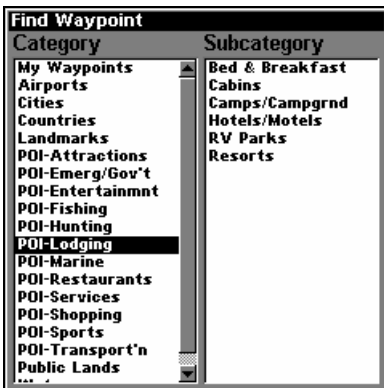 Find Waypoint
Category
My Waypoints
Airports
Cities
Countries
Landmarks
POI-Attractions
POI-Emerg/Gov't
POI-Entertainmnt
POI-Fishing
POI-Hunting
POI-Lodging
POI-Marine
POI-Restaurants
POI-Services
POI-Shopping
POI-Sports
POI-Transport'n
Public Lands
Subcategory
Bed & Breakfast
Cabins
Camps/Campgrnd
Hotels/Motels
RV Parks
Resorts